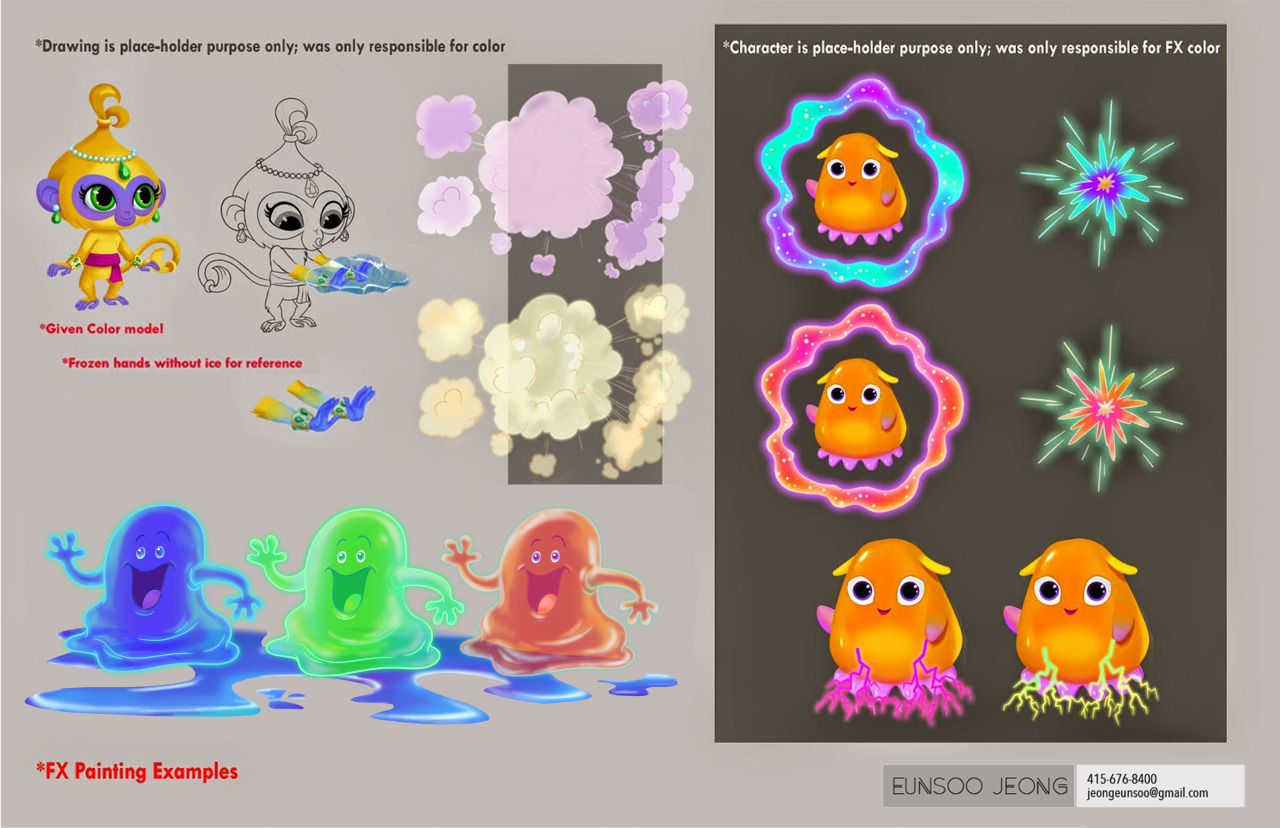 *Drawing is place-holder purpose only; was only responsible for color
*Character is place-holder purpose only; was only responsible for FX color
*Given Color model
*Frozen hands without ice for reference
*FX Painting Examples
EUNSOO JEONG
415-676-8400
jeongeunsoo@gmail.com